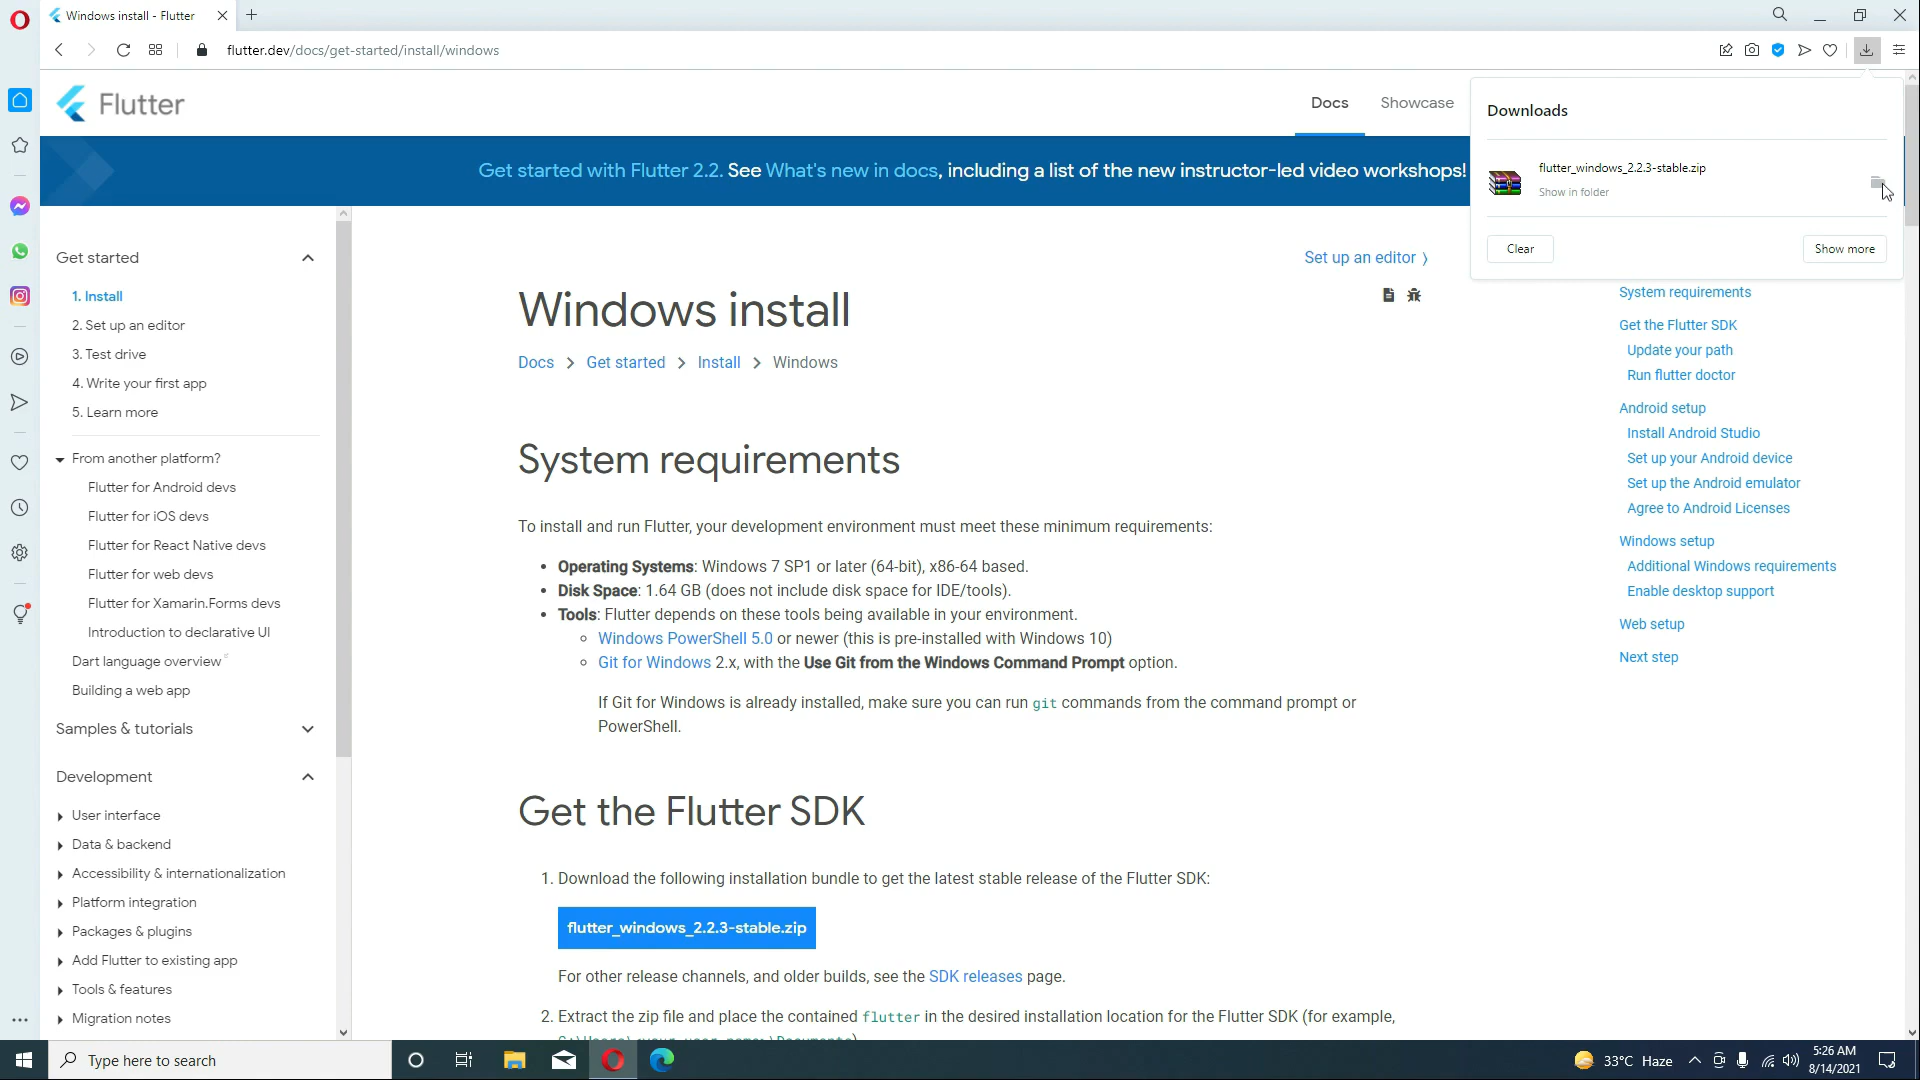 Windows install - Flutter
flutter.dev/docs/get-started/install/windows
Flutter
Docs
Showcase
Get started with Flutter 2.2. See What's new in docs, including a list of the new instructor-led video workshops!
Downloads
flutter_windows_2.2.3-stable.zip
Show in folder
Clear
Show more
Get started
1. Install
2. Set up an editor
3. Test drive
4. Write your first app
5. Learn more
From another platform?
Flutter for Android devs
Flutter for iOS devs
Flutter for React Native devs
Flutter for web devs
Flutter for Xamarin.Forms devs
Introduction to declarative UI
Dart language overview
Building a web app
Samples & tutorials
Development
User interface
Data & backend
Accessibility & internationalization
Platform integration
Packages & plugins
Add Flutter to existing app
Tools & features
Migration notes
Set up an editor
Windows install
Docs
Get started
Install
Windows
System requirements
To install and run Flutter, your development environment must meet these minimum requirements:
Operating Systems: Windows 7 SP1 or later (64-bit), x86-64 based.
Disk Space: 1.64 GB (does not include disk space for IDE/tools).
Tools: Flutter depends on these tools being available in your environment.
Windows PowerShell 5.0 or newer (this is pre-installed with Windows 10)
Git for Windows 2.x, with the Use Git from the Windows Command Prompt option.
If Git for Windows is already installed, make sure you can run git commands from the command prompt or
PowerShell.
Get the Flutter SDK
1. Download the following installation bundle to get the latest stable release of the Flutter SDK:
flutter_windows_2.2.3-stable.zip
For other release channels, and older builds, see the SDK releases page.
2. Extract the zip file and place the contained flutter in the desired installation location for the Flutter SDK (for example,
System requirements
Get the Flutter SDK
Update your path
Run flutter doctor
Android setup
Install Android Studio
Set up your Android device
Set up the Android emulator
Agree to Android Licenses
Windows setup
Additional Windows requirements
Enable desktop support
Web setup
Next step
Type here to search
33°C Haze
5:26 AM
8/14/2021